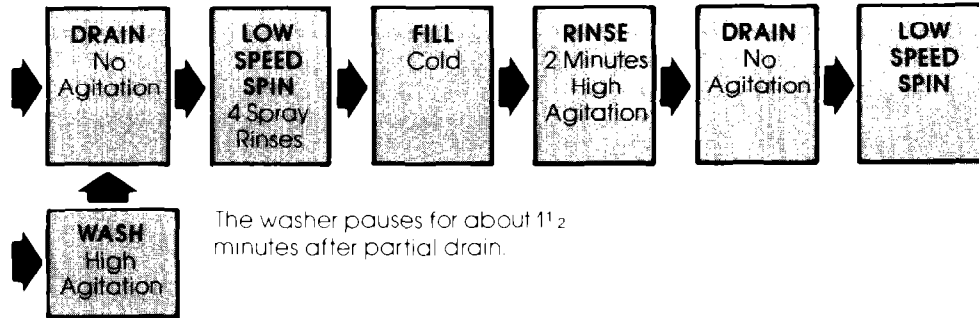 DRAIN
No
Agitation
LOW
SPEED
SPIN
4 Spray
Rinses
FILL
Cold
RINSE
2 Minutes
High
Agitation
DRAIN
No
Agitation
LOW
SPEED
SPIN
WASH
High
Agitation
The washer pauses for about 1½
minutes after partial drain.